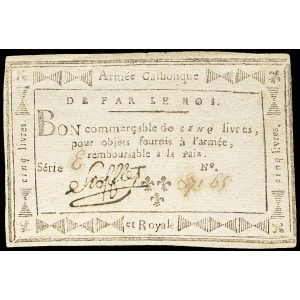 Armée Catholique
DE PAR LE ROI.
BON commerçable de CINQ livres,
pour objets fournis à l'armée,
remboursable à la paix.
Série E N°.
et Royale
cinq livres.
cinq livres.